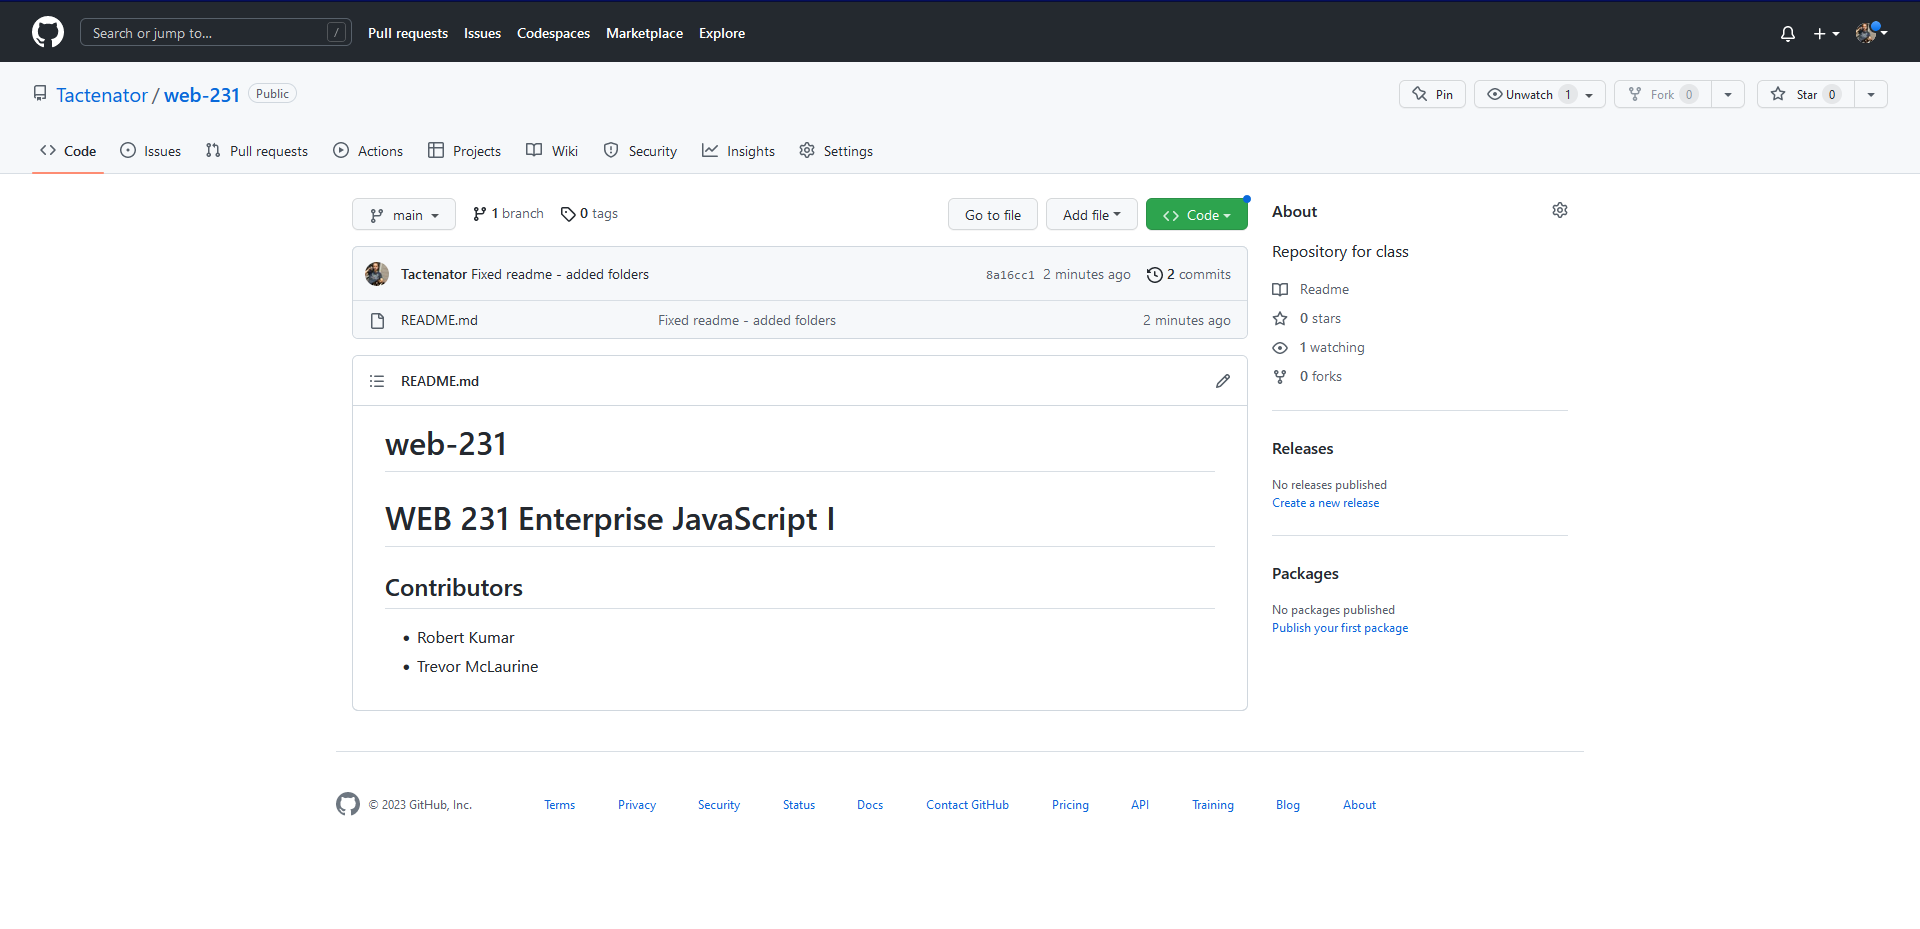 Search or jump to... / Pull requests Issues Codespaces Marketplace Explore
Tactenator / web-231 Public Pin Unwatch 1 Fork 0 Star 0
Code Issues Pull requests Actions Projects Wiki Security Insights Settings
main 1 branch 0 tags Go to file Add file Code
Tactenator Fixed readme - added folders 8a16cc1 2 minutes ago 2 commits
README.md Fixed readme - added folders 2 minutes ago
README.md
web-231
WEB 231 Enterprise JavaScript I
Contributors
• Robert Kumar
• Trevor McLaurine
About
Repository for class
Readme
0 stars
1 watching
0 forks
Releases
No releases published
Create a new release
Packages
No packages published
Publish your first package
© 2023 GitHub, Inc. Terms Privacy Security Status Docs Contact GitHub Pricing API Training Blog About